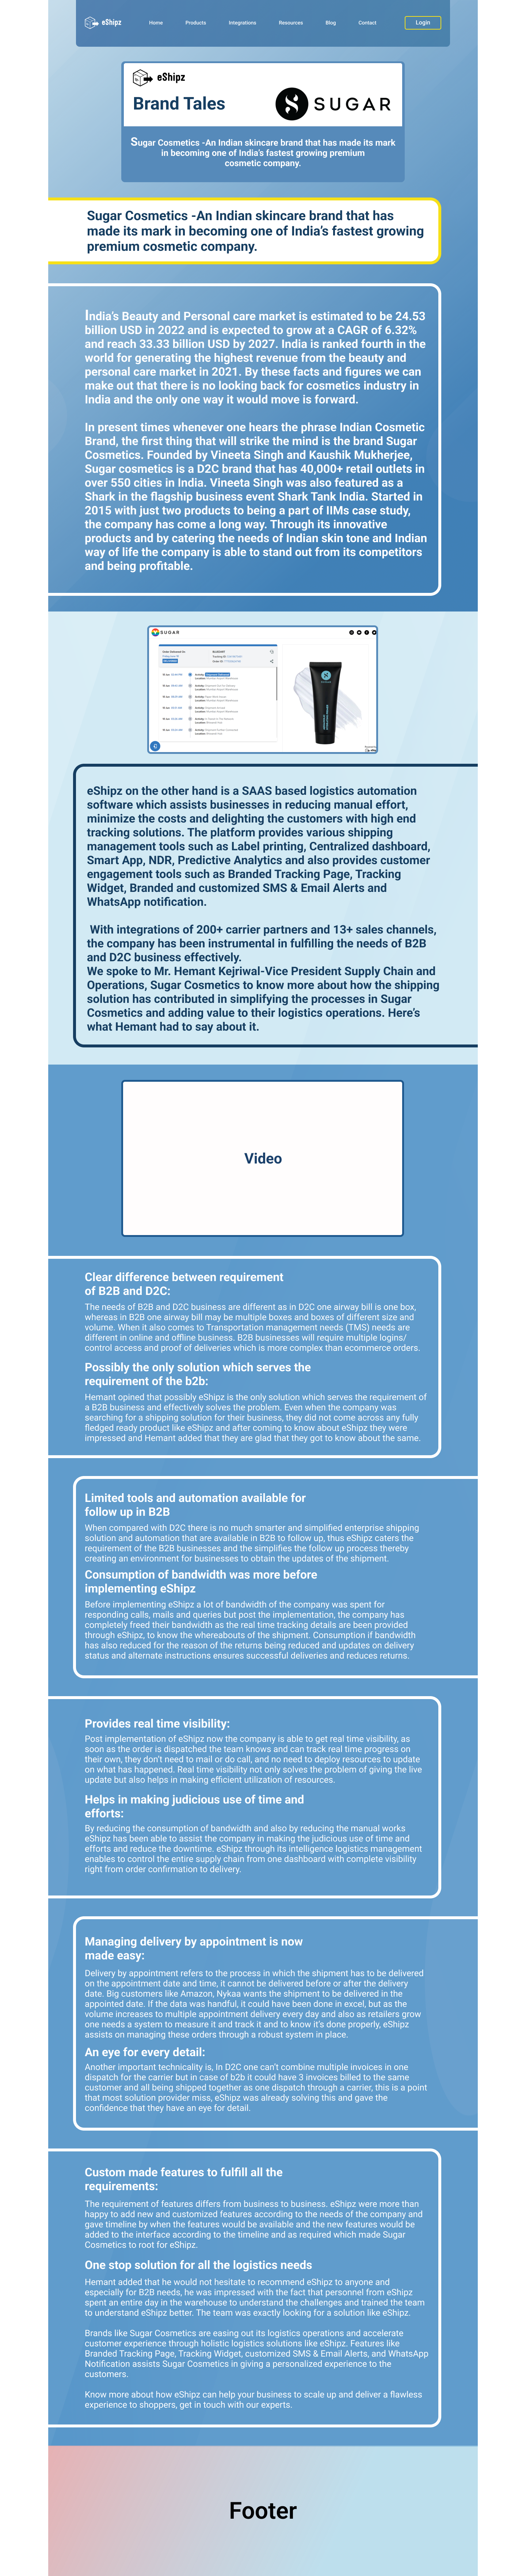 eShipz
Home Products Integrations Resources Blog Contact Login
eShipz
Brand Tales
SUGAR
Sugar Cosmetics -An Indian skincare brand that has made its mark
in becoming one of India's fastest growing premium
cosmetic company.
Sugar Cosmetics -An Indian skincare brand that has
made its mark in becoming one of India's fastest growing
premium cosmetic company.
India's Beauty and Personal care market is estimated to be 24.53
billion USD in 2022 and is expected to grow at a CAGR of 6.32%
and reach 33.33 billion USD by 2027. India is ranked fourth in the
world for generating the highest revenue from the beauty and
personal care market in 2021. By these facts and figures we can
make out that there is no looking back for cosmetics industry in
India and the only one way it would move is forward.
In present times whenever one hears the phrase Indian Cosmetic
Brand, the first thing that will strike the mind is the brand Sugar
Cosmetics. Founded by Vineeta Singh and Kaushik Mukherjee,
Sugar cosmetics is a D2C brand that has 40,000+ retail outlets in
over 550 cities in India. Vineeta Singh was also featured as a
Shark in the flagship business event Shark Tank India. Started in
2015 with just two products to being a part of IIMs case study,
the company has come a long way. Through its innovative
products and by catering the needs of Indian skin tone and Indian
way of life the company is able to stand out from its competitors
and being profitable.
SUGAR
eShipz on the other hand is a SAAS based logistics automation
software which assists businesses in reducing manual effort,
minimize the costs and delighting the customers with high end
tracking solutions. The platform provides various shipping
management tools such as Label printing, Centralized dashboard,
Smart App, NDR, Predictive Analytics and also provides customer
engagement tools such as Branded Tracking Page, Tracking
Widget, Branded and customized SMS & Email Alerts and
WhatsApp notification.
With integrations of 200+ carrier partners and 13+ sales channels,
the company has been instrumental in fulfilling the needs of B2B
and D2C business effectively.
We spoke to Mr. Hemant Kejriwal-Vice President Supply Chain and
Operations, Sugar Cosmetics to know more about how the shipping
solution has contributed in simplifying the processes in Sugar
Cosmetics and adding value to their logistics operations. Here's
what Hemant had to say about it.
Video
Clear difference between requirement
of B2B and D2C:
The needs of B2B and D2C business are different as in D2C one airway bill is one box,
whereas in B2B one airway bill may be multiple boxes and boxes of different size and
volume. When it also comes to Transportation management needs (TMS) needs are
different in online and offline business. B2B businesses will require multiple logins/
control access and proof of deliveries which is more complex than ecommerce orders.
Possibly the only solution which serves the
requirement of the b2b:
Hemant opined that possibly eShipz is the only solution which serves the requirement of
a B2B business and effectively solves the problem. Even when the company was
searching for a shipping solution for their business, they did not come across any fully
fledged ready product like eShipz and after coming to know about eShipz they were
impressed and Hemant added that they are glad that they got to know about the same.
Limited tools and automation available for
follow up in B2B
When compared with D2C there is no much smarter and simplified enterprise shipping
solution and automation that are available in B2B to follow up, thus eShipz caters the
requirement of the B2B businesses and the simplifies the follow up process thereby
creating an environment for businesses to obtain the updates of the shipment.
Consumption of bandwidth was more before
implementing eShipz
Before implementing eShipz a lot of bandwidth of the company was spent for
responding calls, mails and queries but post the implementation, the company has
completely freed their bandwidth as the real time tracking details are been provided
through eShipz, to know the whereabouts of the shipment. Consumption if bandwidth
has also reduced for the reason of the returns being reduced and updates on delivery
status and alternate instructions ensures successful deliveries and reduces returns.
Provides real time visibility:
Post implementation of eShipz now the company is able to get real time visibility, as
soon as the order is dispatched the team knows and can track real time progress on
their own, they don't need to mail or do call, and no need to deploy resources to update
on what has happened. Real time visibility not only solves the problem of giving the live
update but also helps in making efficient utilization of resources.
Helps in making judicious use of time and
efforts:
By reducing the consumption of bandwidth and also by reducing the manual works
eShipz has been able to assist the company in making the judicious use of time and
efforts and reduce the downtime. eShipz through its intelligence logistics management
enables to control the entire supply chain from one dashboard with complete visibility
right from order confirmation to delivery.
Managing delivery by appointment is now
made easy:
Delivery by appointment refers to the process in which the shipment has to be delivered
on the appointment date and time, it cannot be delivered before or after the delivery
date. Big customers like Amazon, Nykaa wants the shipment to be delivered in the
appointed date. If the data was handful, it could have been done in excel, but as the
volume increases to multiple appointment delivery every day and also as retailers grow
one needs a system to measure it and track it and to know it's done properly, eShipz
assists on managing these orders through a robust system in place.
An eye for every detail:
Another important technicality is, In D2C one can't combine multiple invoices in one
dispatch for the carrier but in case of b2b it could have 3 invoices billed to the same
customer and all being shipped together as one dispatch through a carrier, this is a point
that most solution provider miss, eShipz was already solving this and gave the
confidence that they have an eye for detail.
Custom made features to fulfill all the
requirements:
The requirement of features differs from business to business. eShipz were more than
happy to add new and customized features according to the needs of the company and
gave timeline by when the features would be available and the new features would be
added to the interface according to the timeline and as required which made Sugar
Cosmetics to root for eShipz.
One stop solution for all the logistics needs
Hemant added that he would not hesitate to recommend eShipz to anyone and
especially for B2B needs, he was impressed with the fact that personnel from eShipz
spent an entire day in the warehouse to understand the challenges and trained the team
to understand eShipz better. The team was exactly looking for a solution like eShipz.
Brands like Sugar Cosmetics are easing out its logistics operations and accelerate
customer experience through holistic logistics solutions like eShipz. Features like
Branded Tracking Page, Tracking Widget, customized SMS & Email Alerts, and WhatsApp
Notification assists Sugar Cosmetics in giving a personalized experience to the
customers.
Know more about how eShipz can help your business to scale up and deliver a flawless
experience to shoppers, get in touch with our experts.
Footer